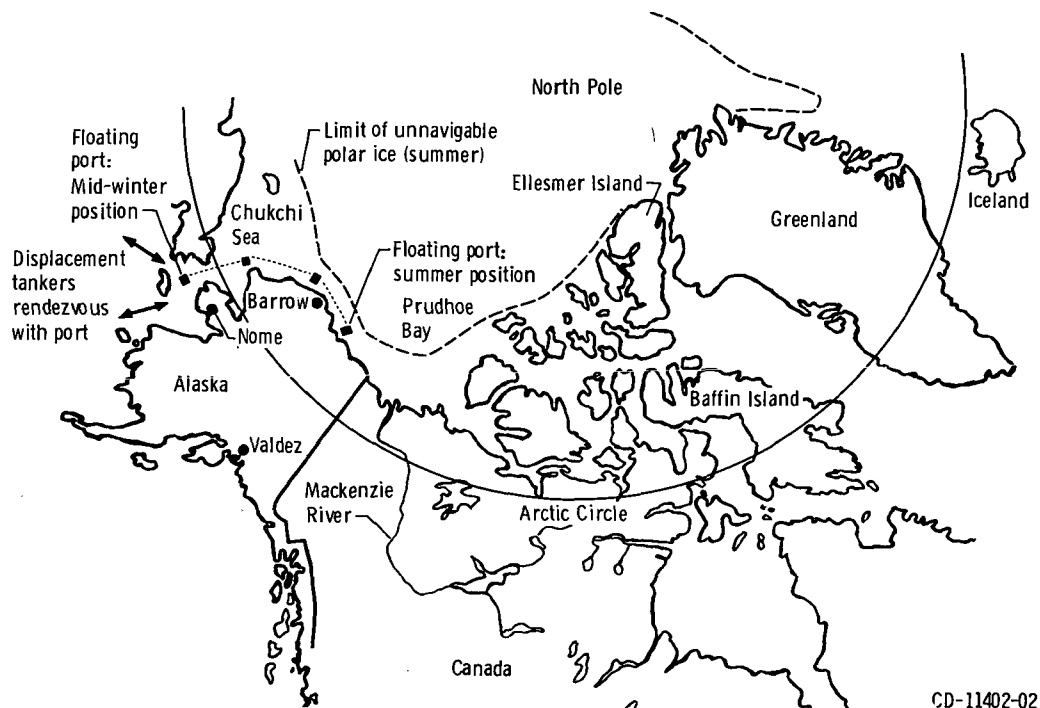 North Pole
Floating
port:
Mid-winter
position
Limit of unnavigable
polar ice (summer)
Ellesmer Island
Iceland
Greenland
Chukchi
Sea
Displacement
tankers
rendezvous
with port
Floating port:
summer position
Barrow
Prudhoe
Bay
Nome
Alaska
Baffin Island
Valdez
Mackenzie
River
Arctic Circle
Canada
CD-11402-02